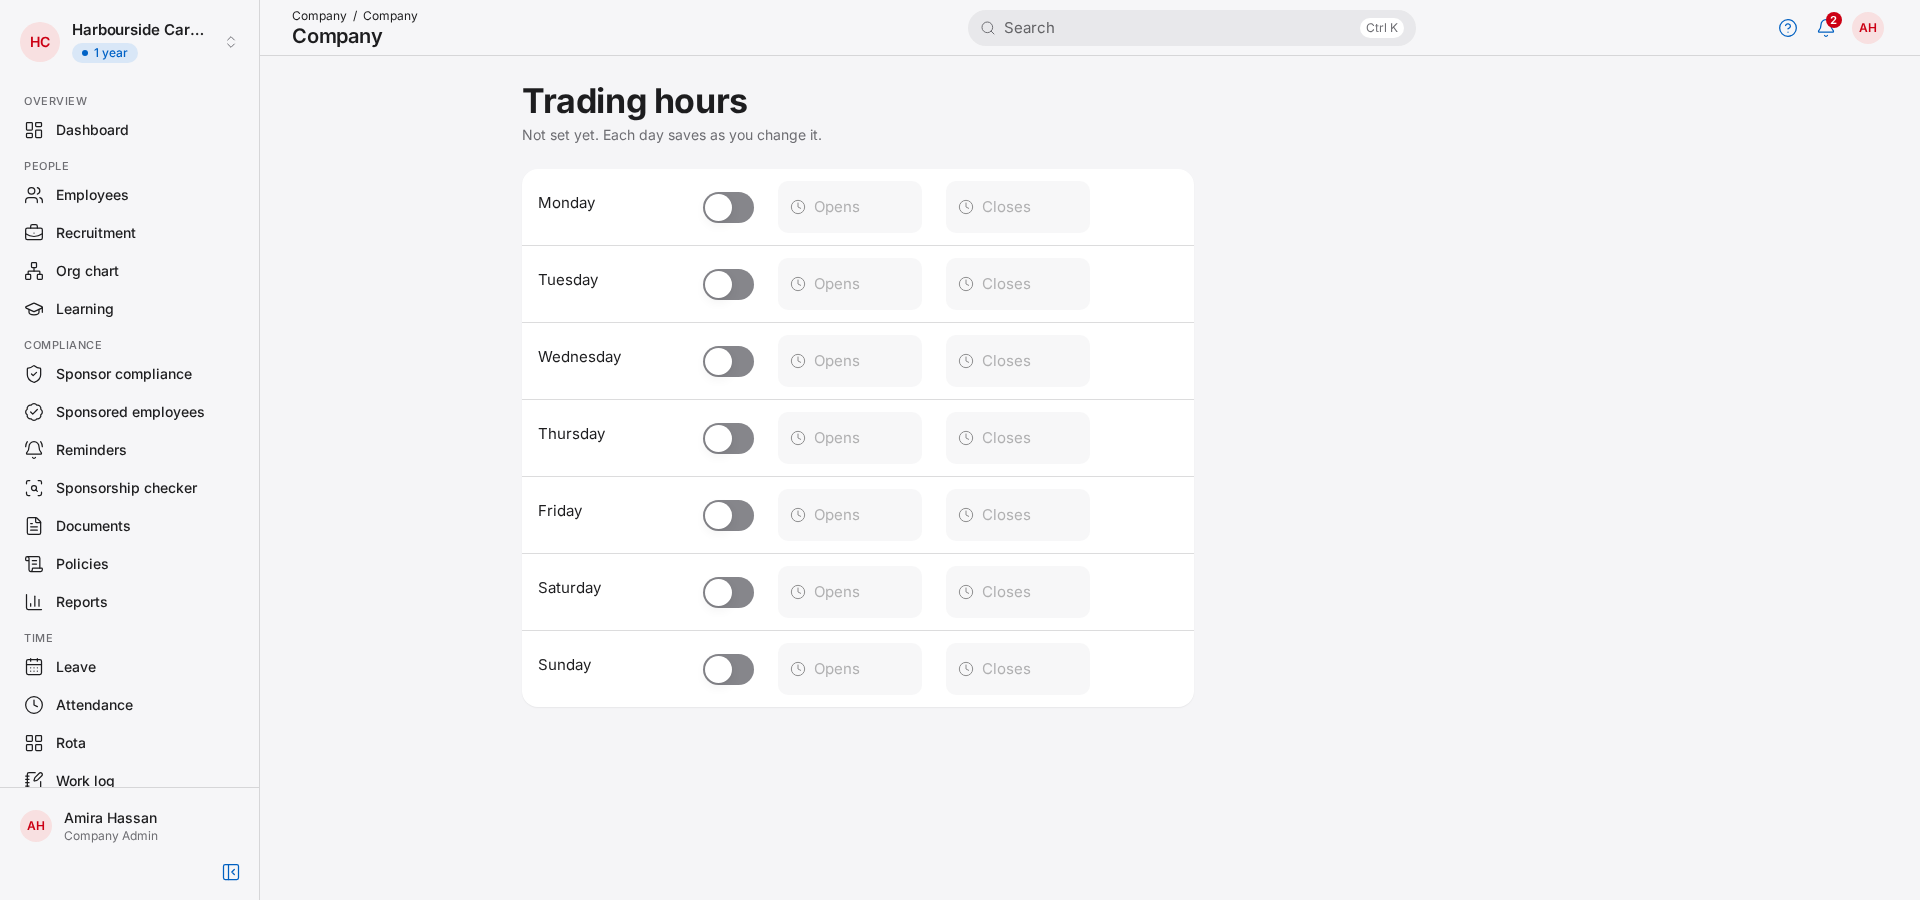 HC
Harbourside Car...
1 year
OVERVIEW
Dashboard
PEOPLE
Employees
Recruitment
Org chart
Learning
COMPLIANCE
Sponsor compliance
Sponsored employees
Reminders
Sponsorship checker
Documents
Policies
Reports
TIME
Leave
Attendance
Rota
Work log
AH
Amira Hassan
Company Admin
Company / Company
Company
Search
Ctrl K
2
AH
Trading hours
Not set yet. Each day saves as you change it.
Monday
Opens
Closes
Tuesday
Opens
Closes
Wednesday
Opens
Closes
Thursday
Opens
Closes
Friday
Opens
Closes
Saturday
Opens
Closes
Sunday
Opens
Closes